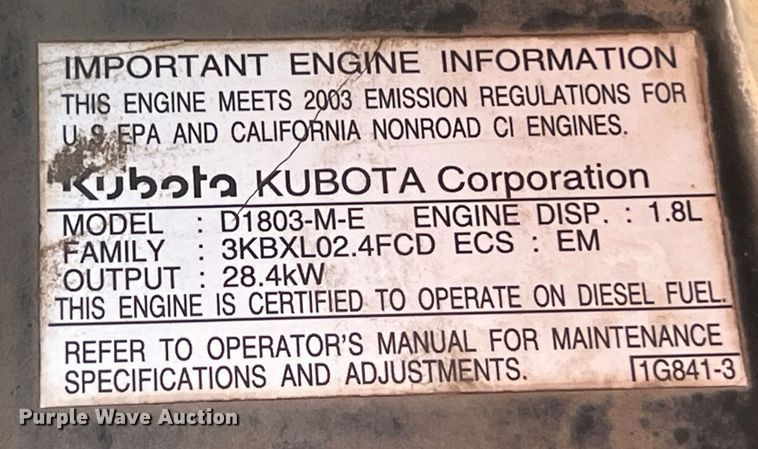 IMPORTANT ENGINE INFORMATION
THIS ENGINE MEETS 2003 EMISSION REGULATIONS FOR
U.S.EPA AND CALIFORNIA NONROAD CI ENGINES.
Kubota KUBOTA Corporation
MODEL : D1803-M-E ENGINE DISP. : 1.8L
FAMILY : 3KBXL02.4FCD ECS : EM
OUTPUT : 28.4kW
THIS ENGINE IS CERTIFIED TO OPERATE ON DIESEL FUEL.
REFER TO OPERATOR'S MANUAL FOR MAINTENANCE
SPECIFICATIONS AND ADJUSTMENTS. 1G841-3
Purple Wave Auction